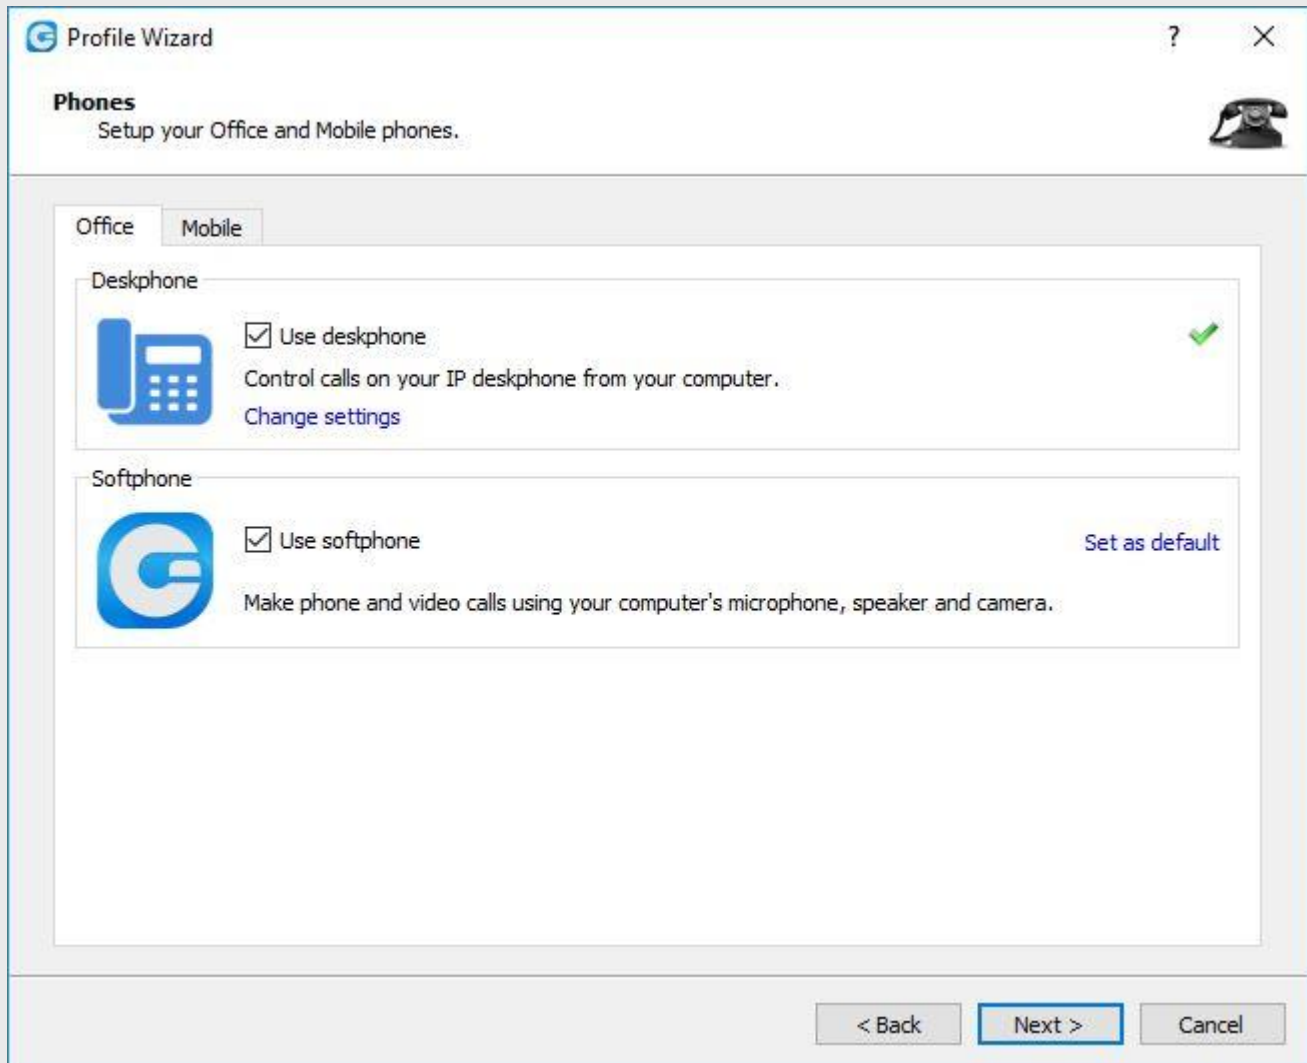 Profile Wizard
?
Phones
Setup your Office and Mobile phones.
Office
Mobile
Deskphone
Use deskphone
Control calls on your IP deskphone from your computer.
Change settings
Softphone
Use softphone
Set as default
Make phone and video calls using your computer's microphone, speaker and camera.
< Back
Next >
Cancel